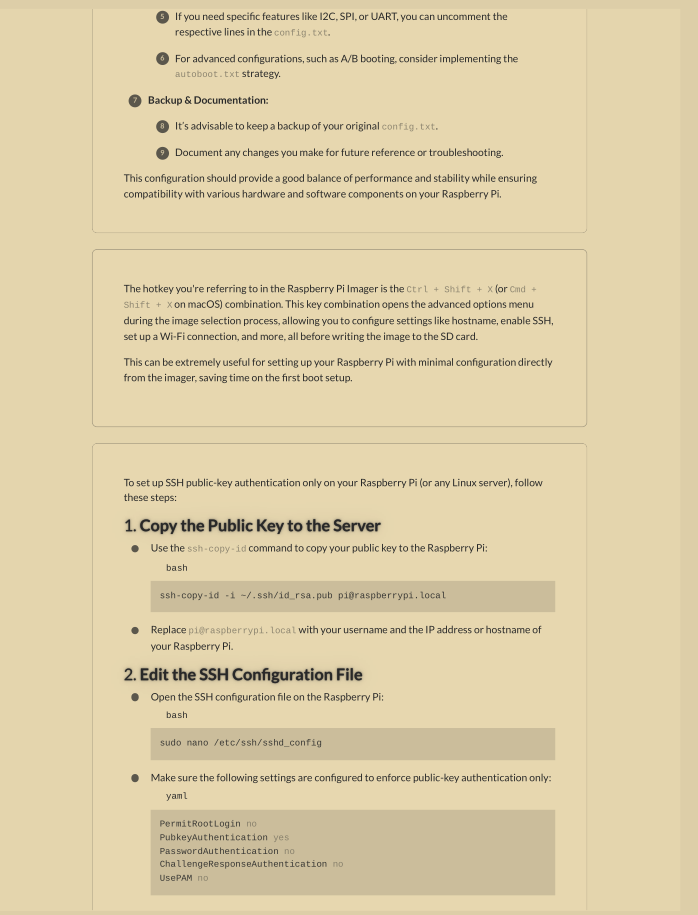 5 If you need specific features like I2C, SPI, or UART, you can uncomment the
respective lines in the config.txt.
6 For advanced configurations, such as A/B booting, consider implementing the
autoboot.txt strategy.
7 Backup & Documentation:
8 It's advisable to keep a backup of your original config.txt.
9 Document any changes you make for future reference or troubleshooting.
This configuration should provide a good balance of performance and stability while ensuring
compatibility with various hardware and software components on your Raspberry Pi.
The hotkey you're referring to in the Raspberry Pi Imager is the Ctrl + Shift + X (or Cmd +
Shift + X on macOS) combination. This key combination opens the advanced options menu
during the image selection process, allowing you to configure settings like hostname, enable SSH,
set up a Wi-Fi connection, and more, all before writing the image to the SD card.
This can be extremely useful for setting up your Raspberry Pi with minimal configuration directly
from the imager, saving time on the first boot setup.
To set up SSH public-key authentication only on your Raspberry Pi (or any Linux server), follow
these steps:
1. Copy the Public Key to the Server
Use the ssh-copy-id command to copy your public key to the Raspberry Pi:
bash
ssh-copy-id -i ~/.ssh/id_rsa.pub pi@raspberrypi.local
Replace pi@raspberrypi.local with your username and the IP address or hostname of
your Raspberry Pi.
2. Edit the SSH Configuration File
Open the SSH configuration file on the Raspberry Pi:
bash
sudo nano /etc/ssh/sshd_config
Make sure the following settings are configured to enforce public-key authentication only:
yaml
PermitRootLogin no
PubkeyAuthentication yes
PasswordAuthentication no
ChallengeResponseAuthentication no
UsePAM no